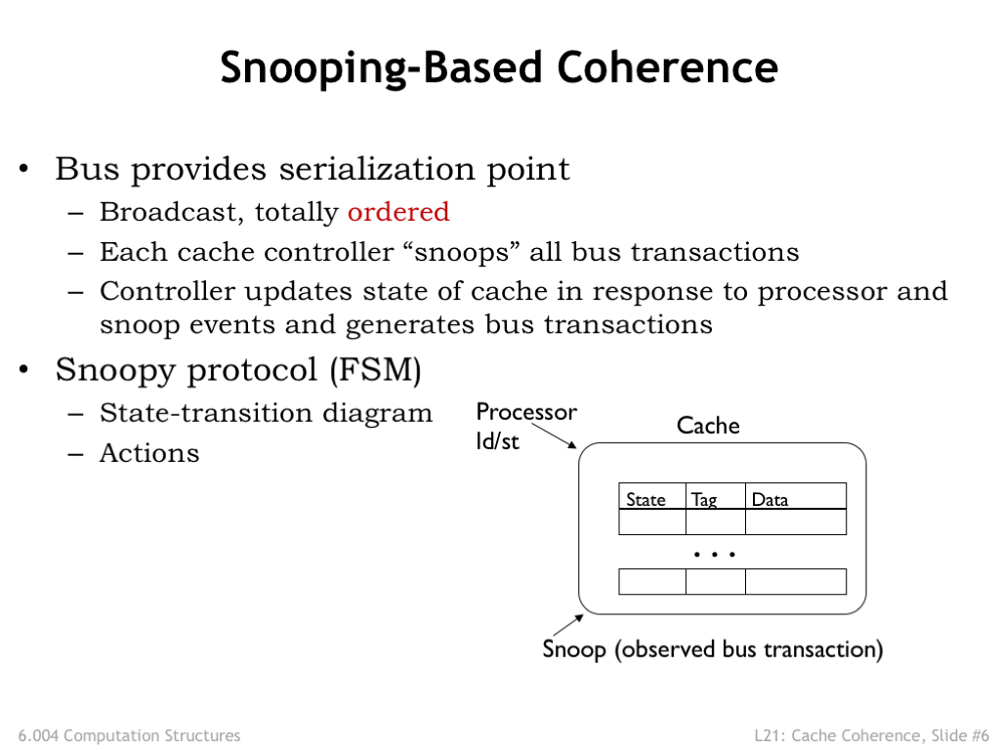 Snooping-Based Coherence
• Bus provides serialization point
– Broadcast, totally ordered
– Each cache controller “snoops” all bus transactions
– Controller updates state of cache in response to processor and
snoop events and generates bus transactions
• Snoopy protocol (FSM)
– State-transition diagram
– Actions
Processor
ld/st
Cache
State Tag Data
. . .
Snoop (observed bus transaction)
6.004 Computation Structures
L21: Cache Coherence, Slide #6